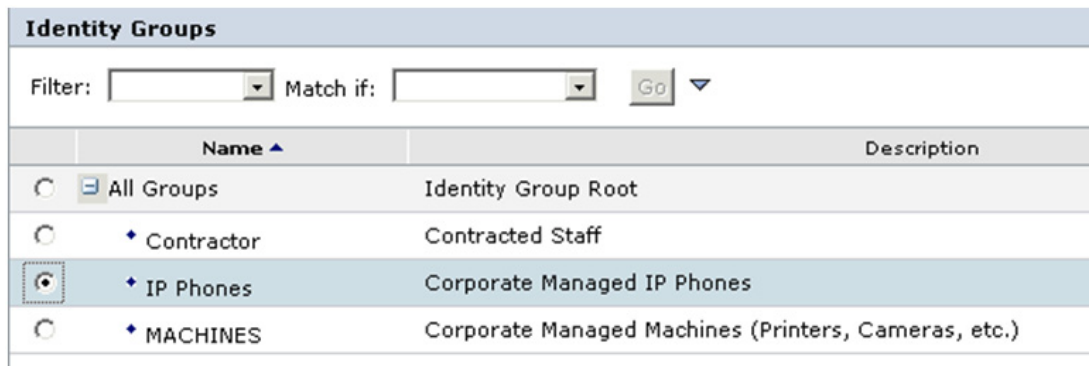 Identity Groups
Filter: Match if: Go
Name Description
All Groups Identity Group Root
Contractor Contracted Staff
IP Phones Corporate Managed IP Phones
MACHINES Corporate Managed Machines (Printers, Cameras, etc.)